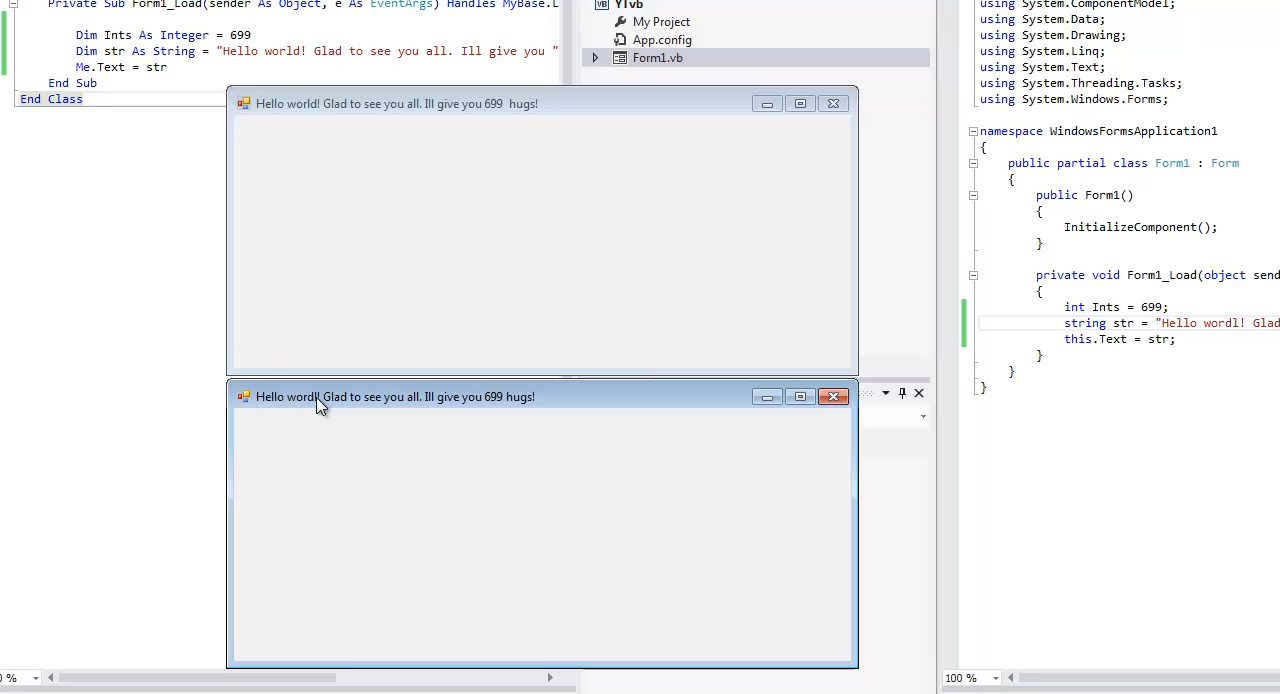 Private Sub Form1_Load(sender As Object, e As EventArgs) Handles MyBase.L
Dim Ints As Integer = 699
Dim str As String = "Hello world! Glad to see you all. Ill give you "
Me.Text = str
End Sub
End Class
YTvb
My Project
App.config
Form1.vb
Hello world! Glad to see you all. Ill give you 699  hugs!
Hello wordl! Glad to see you all. Ill give you 699 hugs!
using System.ComponentModel;
using System.Data;
using System.Drawing;
using System.Linq;
using System.Text;
using System.Threading.Tasks;
using System.Windows.Forms;
namespace WindowsFormsApplication1
{
public partial class Form1 : Form
{
public Form1()
{
InitializeComponent();
}
private void Form1_Load(object send
{
int Ints = 699;
string str = "Hello wordl! Glad
this.Text = str;
}
}
}
0 %
100 %